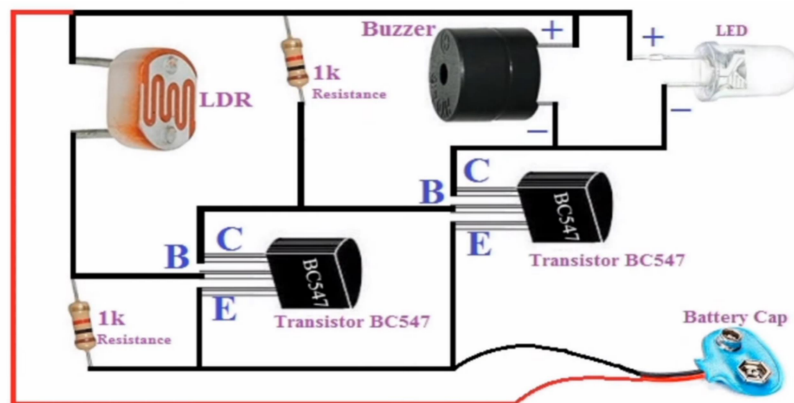 Buzzer
+
+
LED
1k
Resistance
LDR
−
−
C
B
E
BC547
Transistor BC547
C
B
E
BC547
Transistor BC547
1k
Resistance
Battery Cap